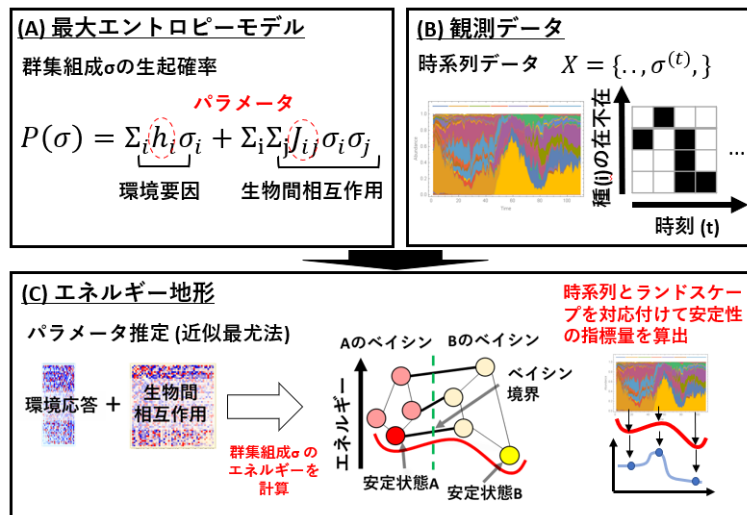 (A) 最大エントロピーモデル
群集組成σの生起確率
パラメータ
P(σ) = Σᵢhᵢσᵢ + ΣᵢΣⱼJᵢⱼσᵢσⱼ
環境要因
生物間相互作用
(B) 観測データ
時系列データ X = {.., σ⁽ᵗ⁾,}
Abundance
Time
種(i)の在不在
...
時刻 (t)
(C) エネルギー地形
パラメータ推定 (近似最尤法)
環境応答 + 生物間
相互作用
群集組成σの
エネルギーを
計算
Aのベイシン
Bのベイシン
ベイシン
境界
エネルギー
安定状態A
安定状態B
時系列とランドスケー
プを対応付けて安定性
の指標量を算出